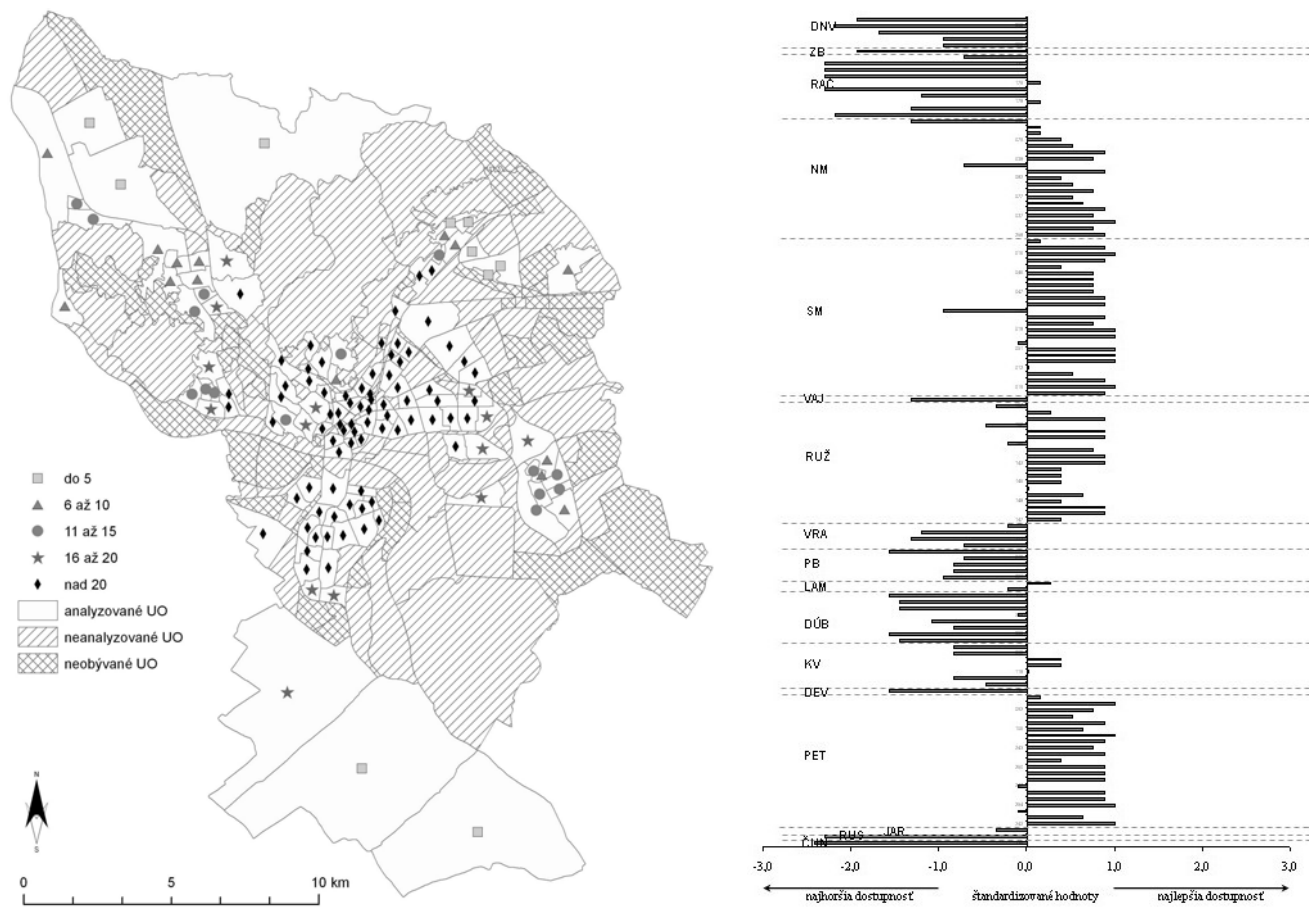 do 5
6 až 10
11 až 15
16 až 20
nad 20
analyzované UO
neanalyzované UO
neobývané UO
N
S
0 5 10 km
DNV
ZB
RAČ
NM
SM
VAJ
RUŽ
VRA
PB
LAM
DÚB
KV
DEV
PET
JAR
RUS
ČUN
-3,0 -2,0 -1,0 0,0 1,0 2,0 3,0
najhoršia dostupnosť štandardizované hodnoty najlepšia dostupnosť